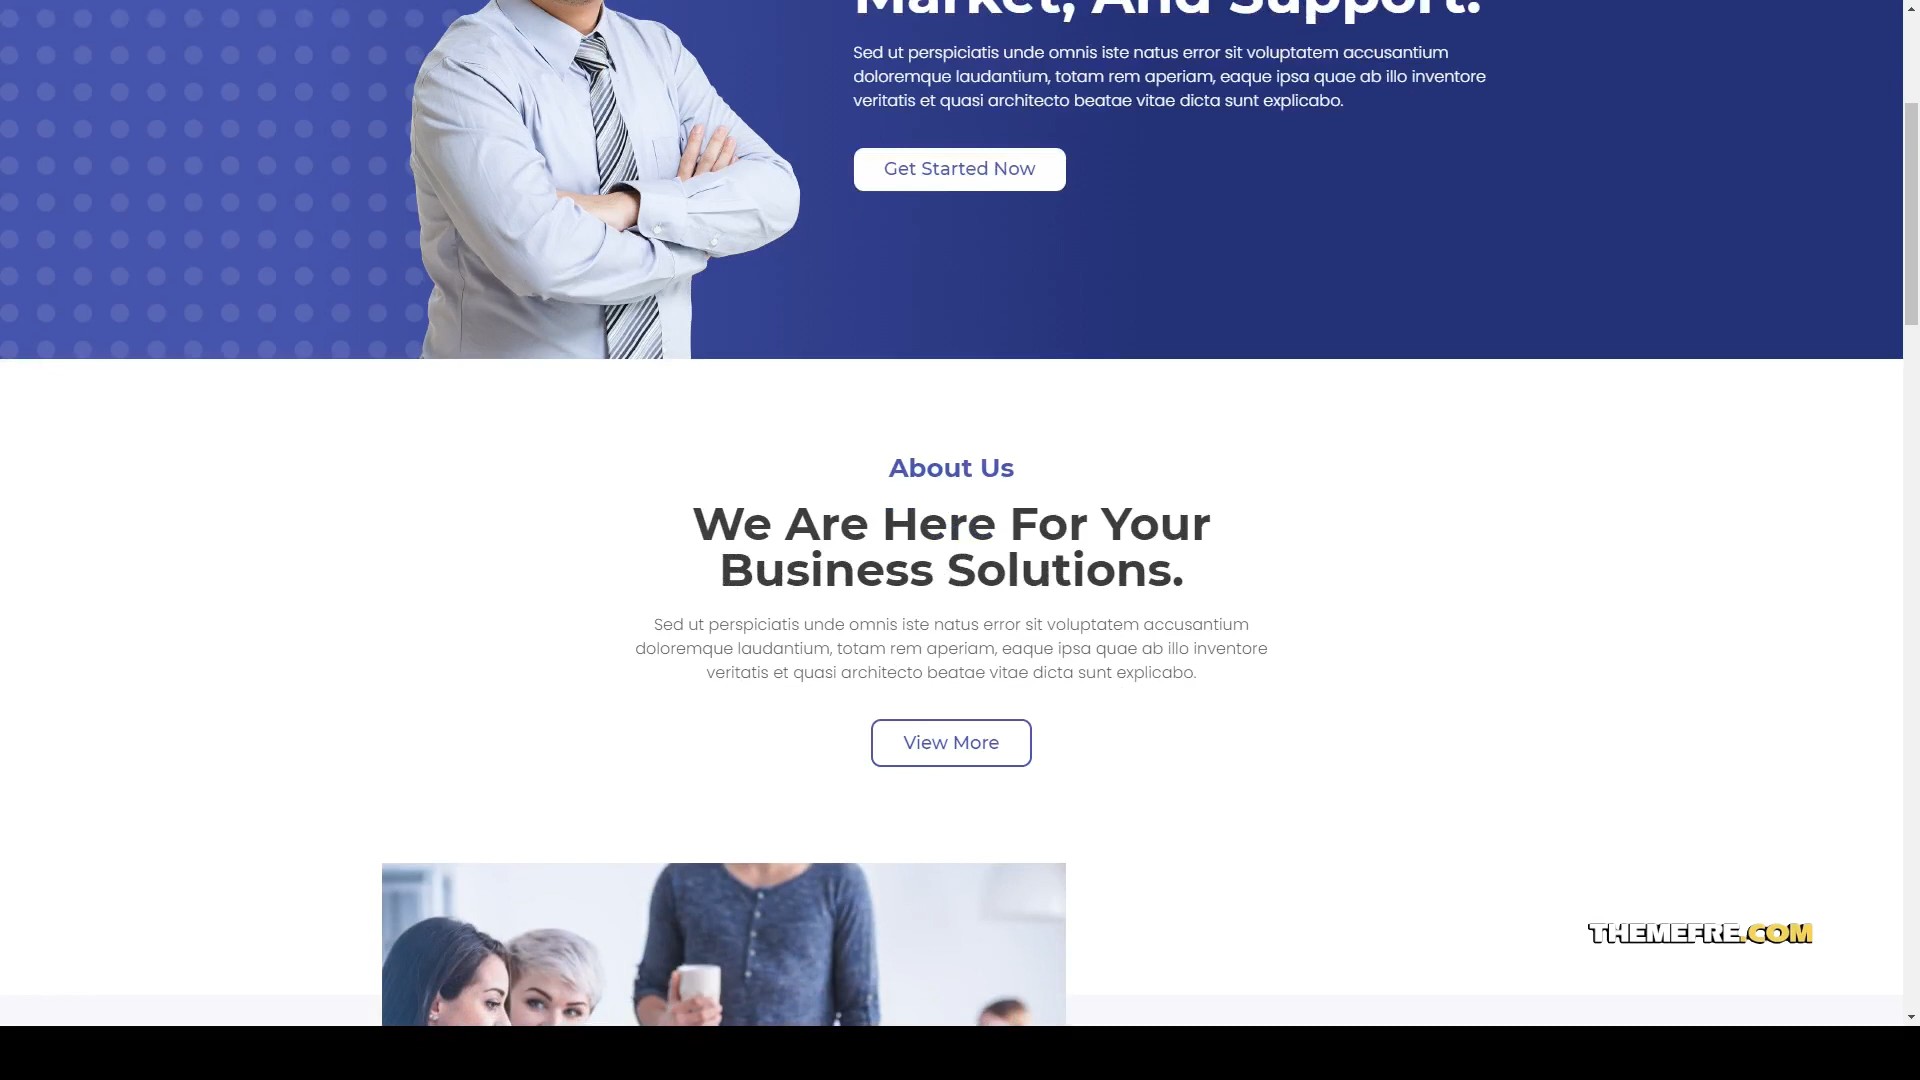 Market, And Support.
Sed ut perspiciatis unde omnis iste natus error sit voluptatem accusantium
doloremque laudantium, totam rem aperiam, eaque ipsa quae ab illo inventore
veritatis et quasi architecto beatae vitae dicta sunt explicabo.
Get Started Now
About Us
We Are Here For Your
Business Solutions.
Sed ut perspiciatis unde omnis iste natus error sit voluptatem accusantium
doloremque laudantium, totam rem aperiam, eaque ipsa quae ab illo inventore
veritatis et quasi architecto beatae vitae dicta sunt explicabo.
View More
THEMEFRE.COM